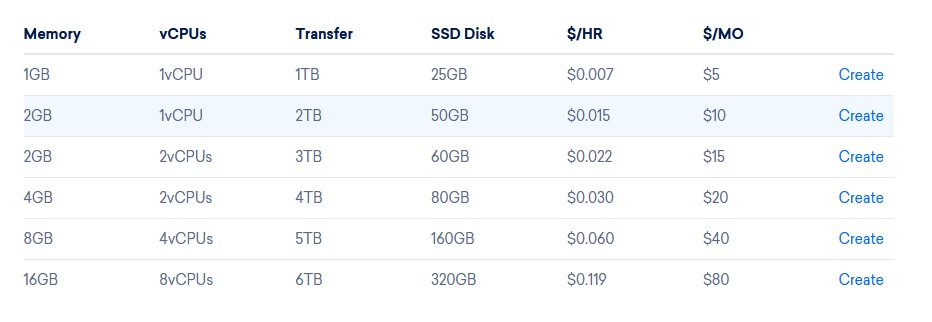 Memory vCPUs Transfer SSD Disk $/HR $/MO
1GB 1vCPU 1TB 25GB $0.007 $5 Create
2GB 1vCPU 2TB 50GB $0.015 $10 Create
2GB 2vCPUs 3TB 60GB $0.022 $15 Create
4GB 2vCPUs 4TB 80GB $0.030 $20 Create
8GB 4vCPUs 5TB 160GB $0.060 $40 Create
16GB 8vCPUs 6TB 320GB $0.119 $80 Create